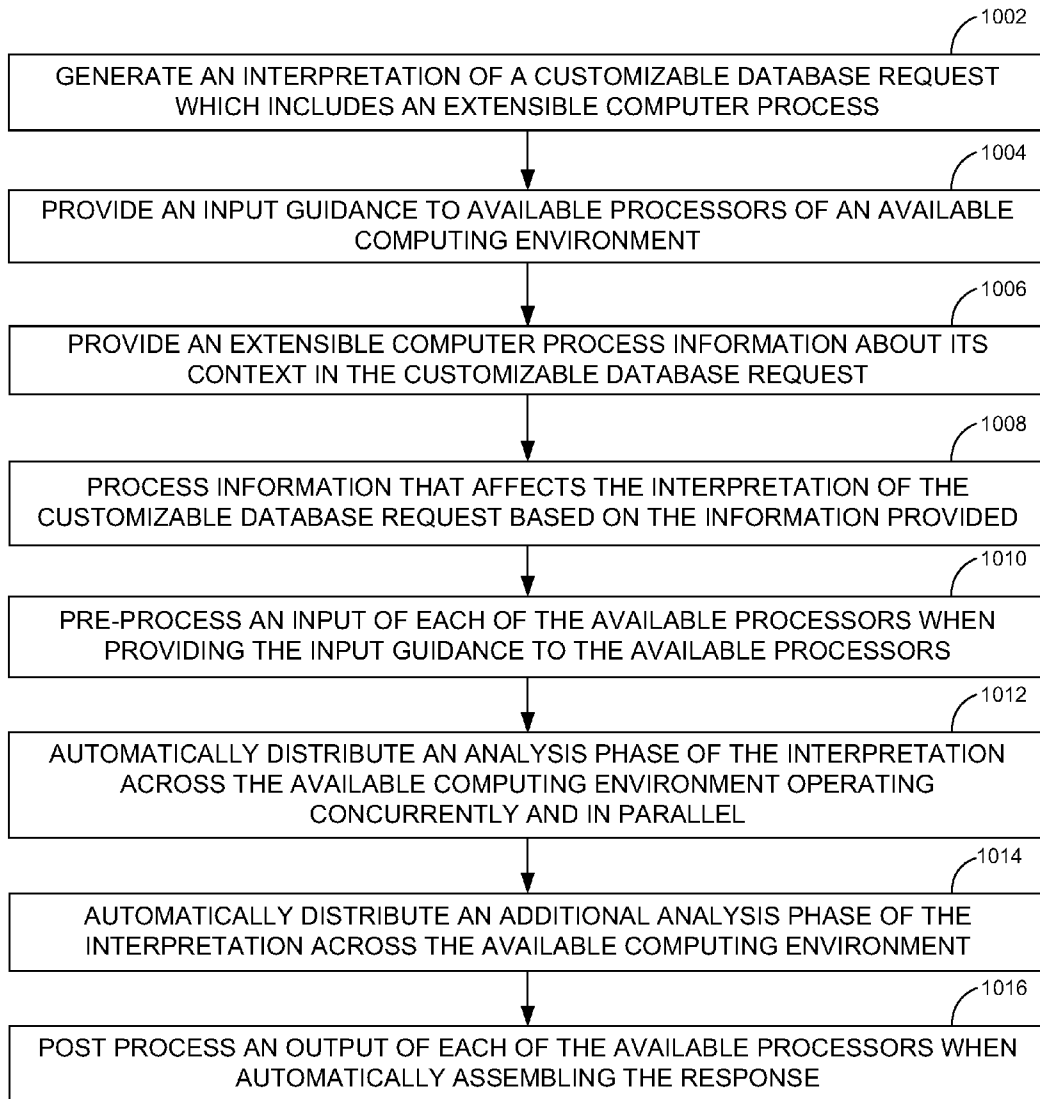 1002
GENERATE AN INTERPRETATION OF A CUSTOMIZABLE DATABASE REQUEST
WHICH INCLUDES AN EXTENSIBLE COMPUTER PROCESS
1004
PROVIDE AN INPUT GUIDANCE TO AVAILABLE PROCESSORS OF AN AVAILABLE
COMPUTING ENVIRONMENT
1006
PROVIDE AN EXTENSIBLE COMPUTER PROCESS INFORMATION ABOUT ITS
CONTEXT IN THE CUSTOMIZABLE DATABASE REQUEST
1008
PROCESS INFORMATION THAT AFFECTS THE INTERPRETATION OF THE
CUSTOMIZABLE DATABASE REQUEST BASED ON THE INFORMATION PROVIDED
1010
PRE-PROCESS AN INPUT OF EACH OF THE AVAILABLE PROCESSORS WHEN
PROVIDING THE INPUT GUIDANCE TO THE AVAILABLE PROCESSORS
1012
AUTOMATICALLY DISTRIBUTE AN ANALYSIS PHASE OF THE INTERPRETATION
ACROSS THE AVAILABLE COMPUTING ENVIRONMENT OPERATING
CONCURRENTLY AND IN PARALLEL
1014
AUTOMATICALLY DISTRIBUTE AN ADDITIONAL ANALYSIS PHASE OF THE
INTERPRETATION ACROSS THE AVAILABLE COMPUTING ENVIRONMENT
1016
POST PROCESS AN OUTPUT OF EACH OF THE AVAILABLE PROCESSORS WHEN
AUTOMATICALLY ASSEMBLING THE RESPONSE